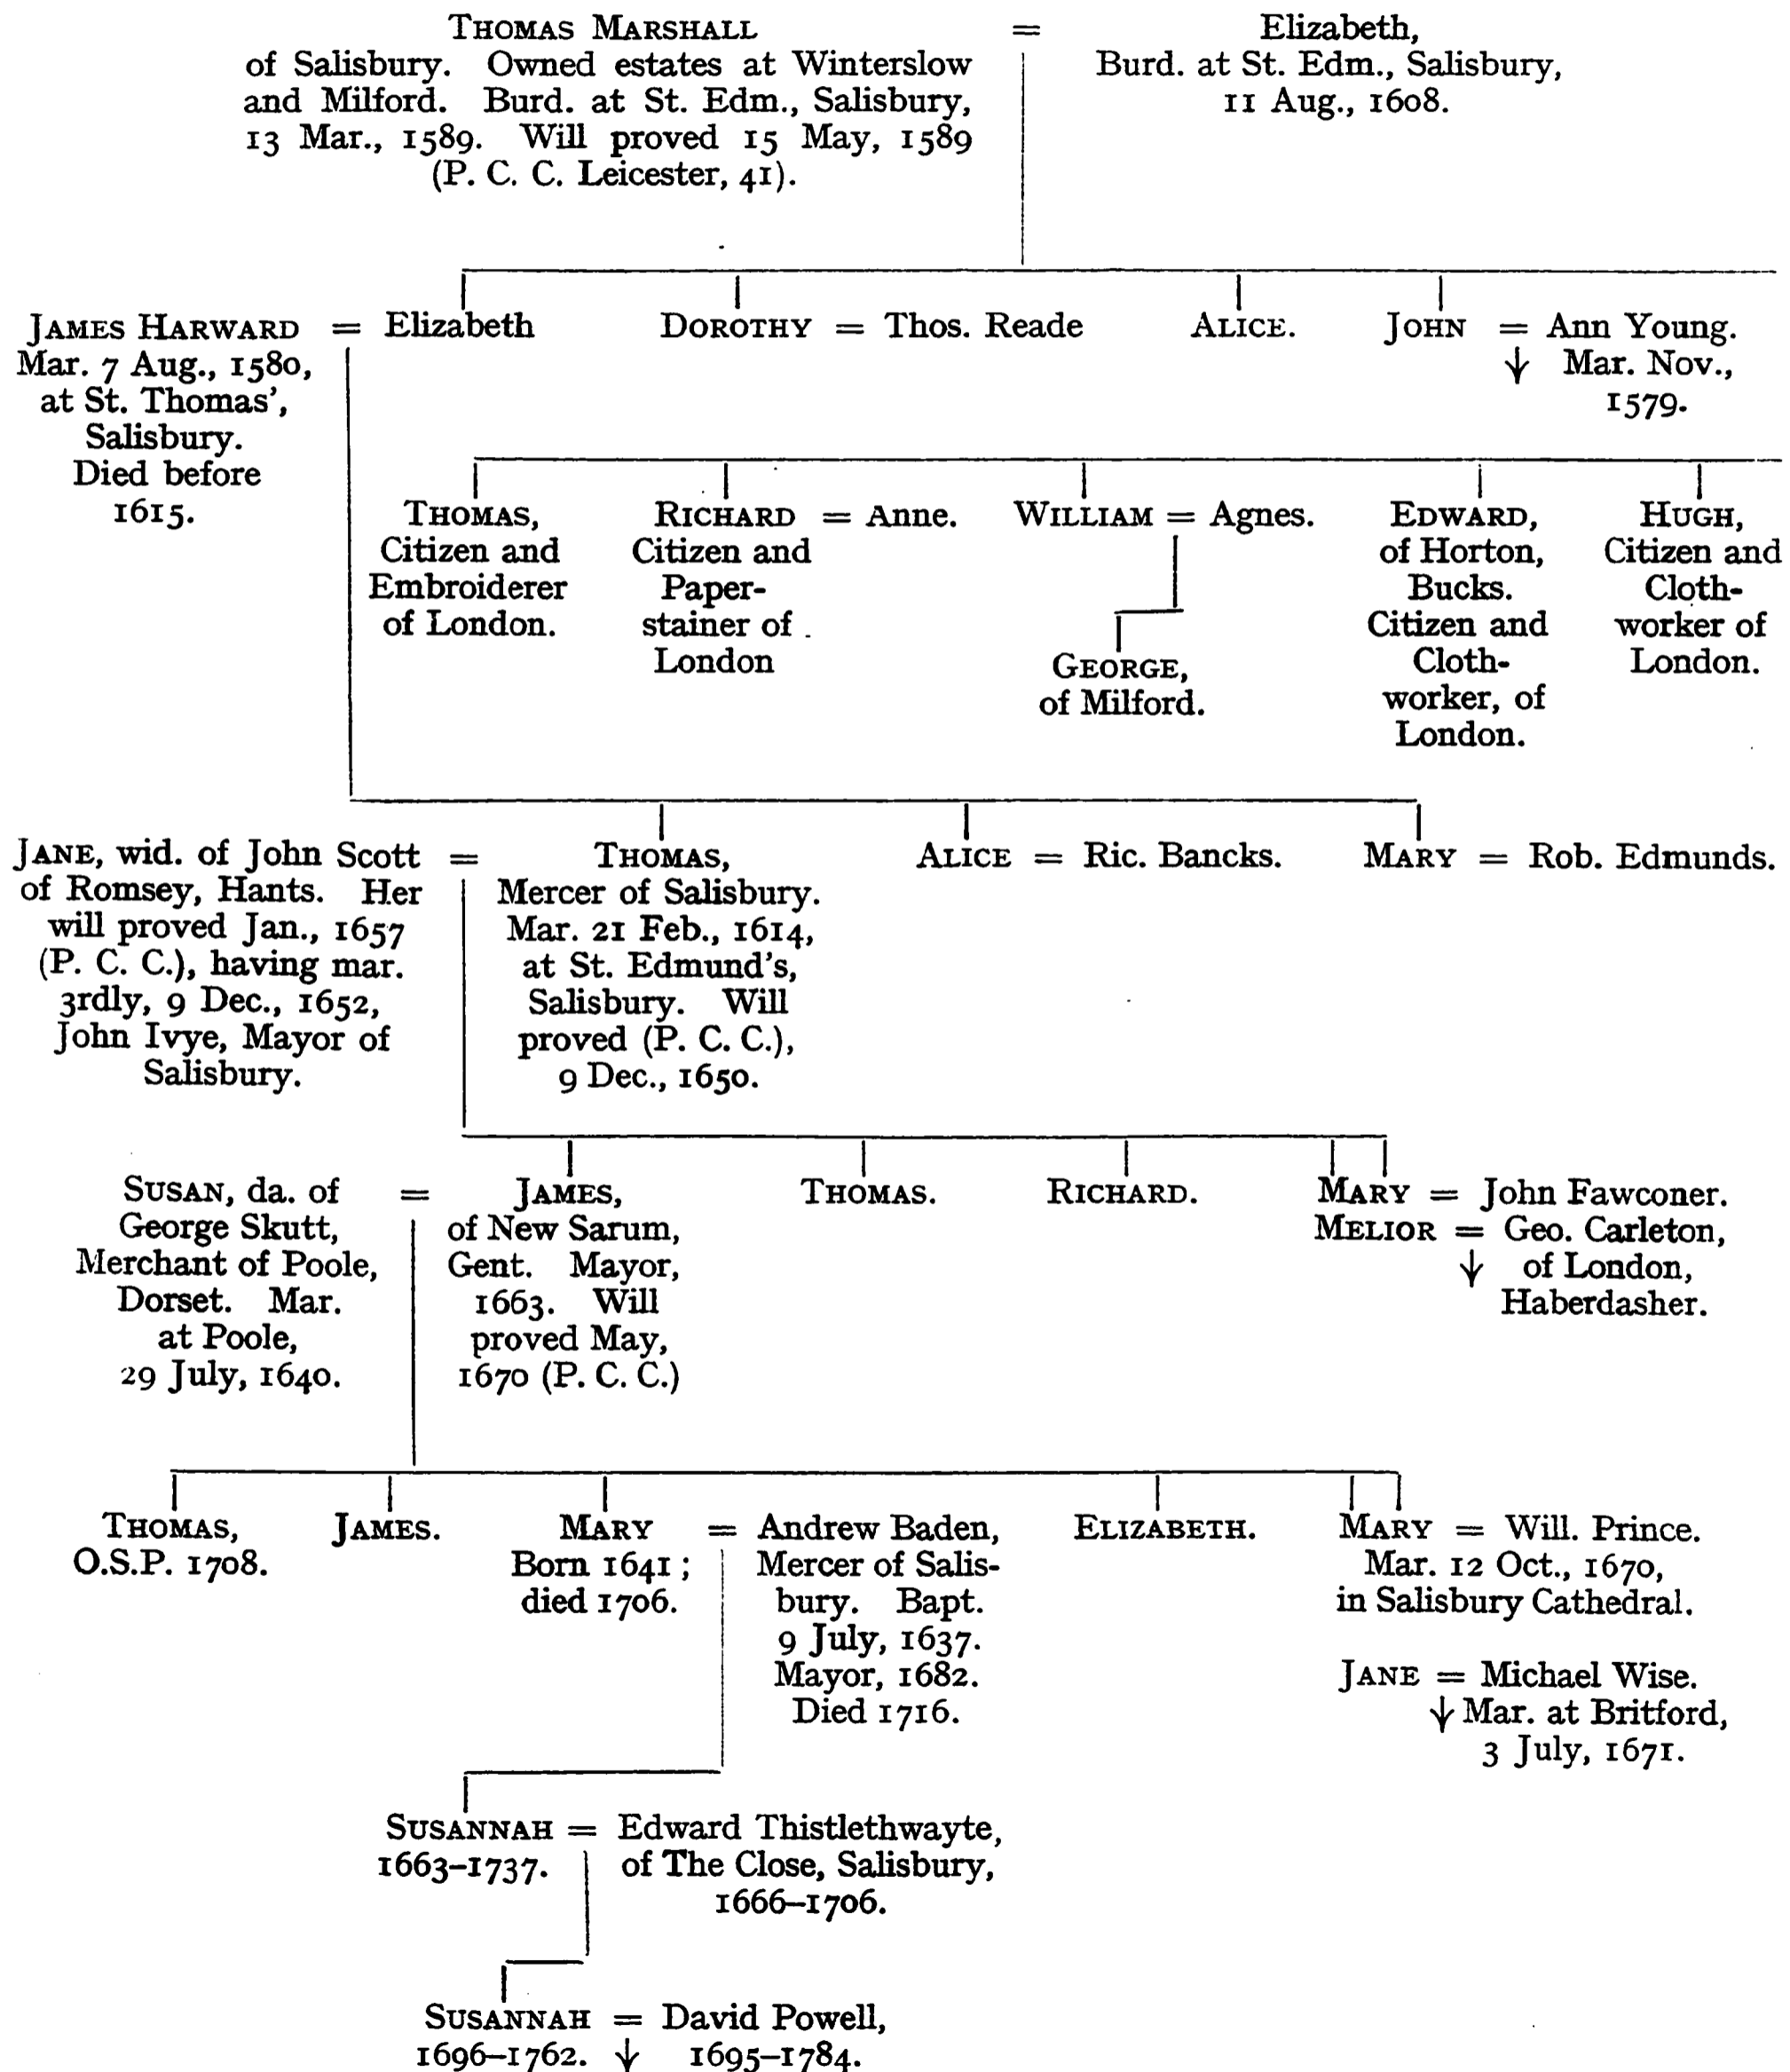 THOMAS MARSHALL = Elizabeth,
of Salisbury. Owned estates at Winterslow Burd. at St. Edm., Salisbury,
and Milford. Burd. at St. Edm., Salisbury, 11 Aug., 1608.
13 Mar., 1589. Will proved 15 May, 1589
(P. C. C. Leicester, 41).
JAMES HARWARD = Elizabeth
Mar. 7 Aug., 1580,
at St. Thomas',
Salisbury.
Died before
1615.
DOROTHY = Thos. Reade
ALICE.
JOHN = Ann Young.
Mar. Nov.,
1579.
THOMAS,
Citizen and
Embroiderer
of London.
RICHARD = Anne.
Citizen and
Paper-
stainer of
London
WILLIAM = Agnes.
GEORGE,
of Milford.
EDWARD,
of Horton,
Bucks.
Citizen and
Cloth-
worker, of
London.
HUGH,
Citizen and
Cloth-
worker of
London.
JANE, wid. of John Scott =
of Romsey, Hants. Her
will proved Jan., 1657
(P. C. C.), having mar.
3rdly, 9 Dec., 1652,
John Ivye, Mayor of
Salisbury.
THOMAS,
Mercer of Salisbury.
Mar. 21 Feb., 1614,
at St. Edmund's,
Salisbury. Will
proved (P. C. C.),
9 Dec., 1650.
ALICE = Ric. Bancks.
MARY = Rob. Edmunds.
SUSAN, da. of =
George Skutt,
Merchant of Poole,
Dorset. Mar.
at Poole,
29 July, 1640.
JAMES,
of New Sarum,
Gent. Mayor,
1663. Will
proved May,
1670 (P. C. C.)
THOMAS.
RICHARD.
MARY = John Fawconer.
MELIOR = Geo. Carleton,
of London,
Haberdasher.
THOMAS,
O.S.P. 1708.
JAMES.
MARY =
Born 1641;
died 1706.
Andrew Baden,
Mercer of Salis-
bury. Bapt.
9 July, 1637.
Mayor, 1682.
Died 1716.
ELIZABETH.
MARY = Will. Prince.
Mar. 12 Oct., 1670,
in Salisbury Cathedral.
JANE = Michael Wise.
Mar. at Britford,
3 July, 1671.
SUSANNAH = Edward Thistlethwayte,
1663–1737. of The Close, Salisbury,
1666–1706.
SUSANNAH = David Powell,
1696–1762. 1695–1784.